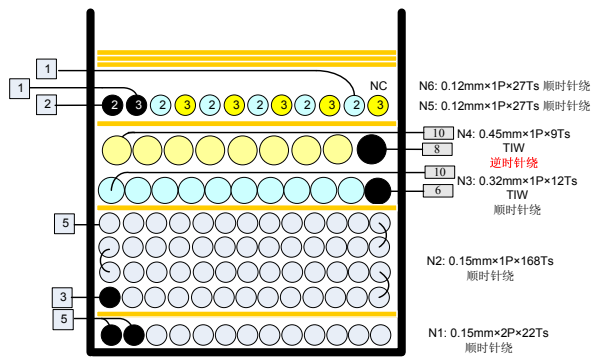 1
NC
1
2
2 3 2 3 2 3 2 3 2 3 2 3
N6: 0.12mm×1P×27Ts 顺时针绕
N5: 0.12mm×1P×27Ts 顺时针绕
10
8
N4: 0.45mm×1P×9Ts
TIW
逆时针绕
10
6
N3: 0.32mm×1P×12Ts
TIW
顺时针绕
5
3
N2: 0.15mm×1P×168Ts
顺时针绕
5
N1: 0.15mm×2P×22Ts
顺时针绕